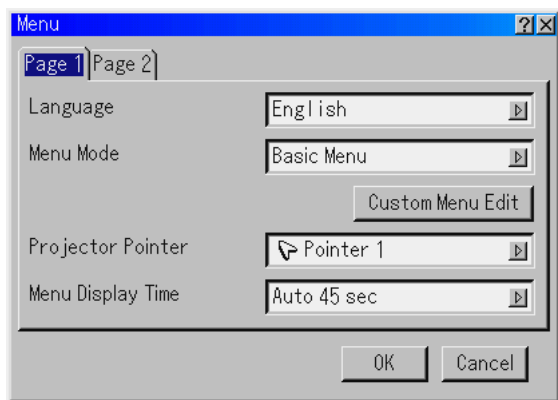 Menu
Page 1 Page 2
Language English
Menu Mode Basic Menu
Custom Menu Edit
Projector Pointer Pointer 1
Menu Display Time Auto 45 sec
OK Cancel